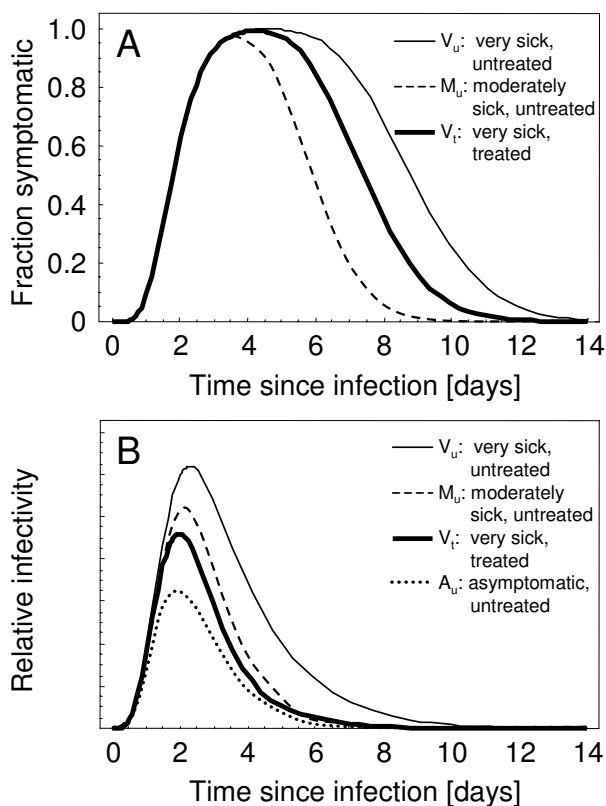 A
1.0
0.8
0.6
0.4
0.2
0
Fraction symptomatic
Vu: very sick,
untreated
Mu: moderately
sick, untreated
Vt: very sick,
treated
0 2 4 6 8 10 12 14
Time since infection [days]
B
Relative infectivity
Vu: very sick,
untreated
Mu: moderately
sick, untreated
Vt: very sick,
treated
Au: asymptomatic,
untreated
0 2 4 6 8 10 12 14
Time since infection [days]